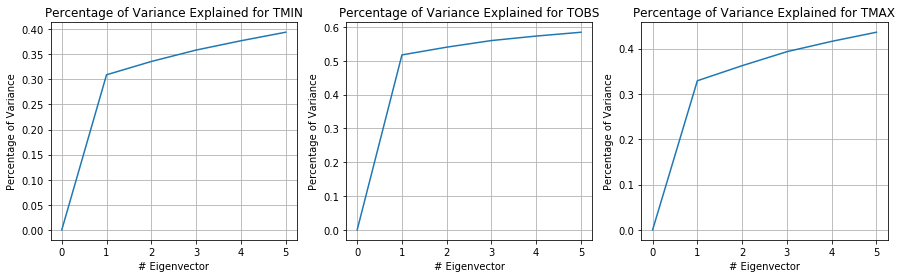 Percentage of Variance Explained for TMIN
Percentage of Variance
0.40
0.35
0.30
0.25
0.20
0.15
0.10
0.05
0.00
0 1 2 3 4 5
# Eigenvector
Percentage of Variance Explained for TOBS
Percentage of Variance
0.6
0.5
0.4
0.3
0.2
0.1
0.0
0 1 2 3 4 5
# Eigenvector
Percentage of Variance Explained for TMAX
Percentage of Variance
0.4
0.3
0.2
0.1
0.0
0 1 2 3 4 5
# Eigenvector